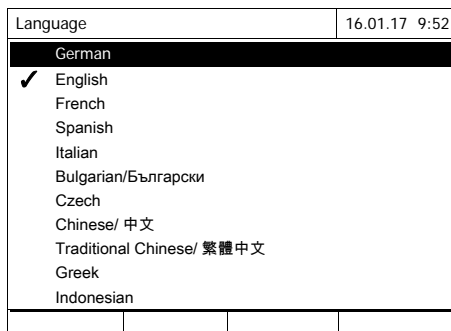 Language 16.01.17 9:52
German
✓ English
French
Spanish
Italian
Bulgarian/Български
Czech
Chinese/ 中文
Traditional Chinese/ 繁體中文
Greek
Indonesian